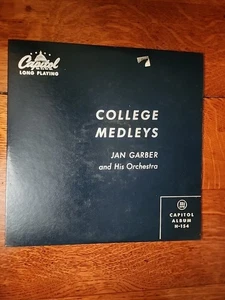 Capitol
LONG PLAYING
COLLEGE
MEDLEYS
JAN GARBER
and His Orchestra
CAPITOL
ALBUM
H-154